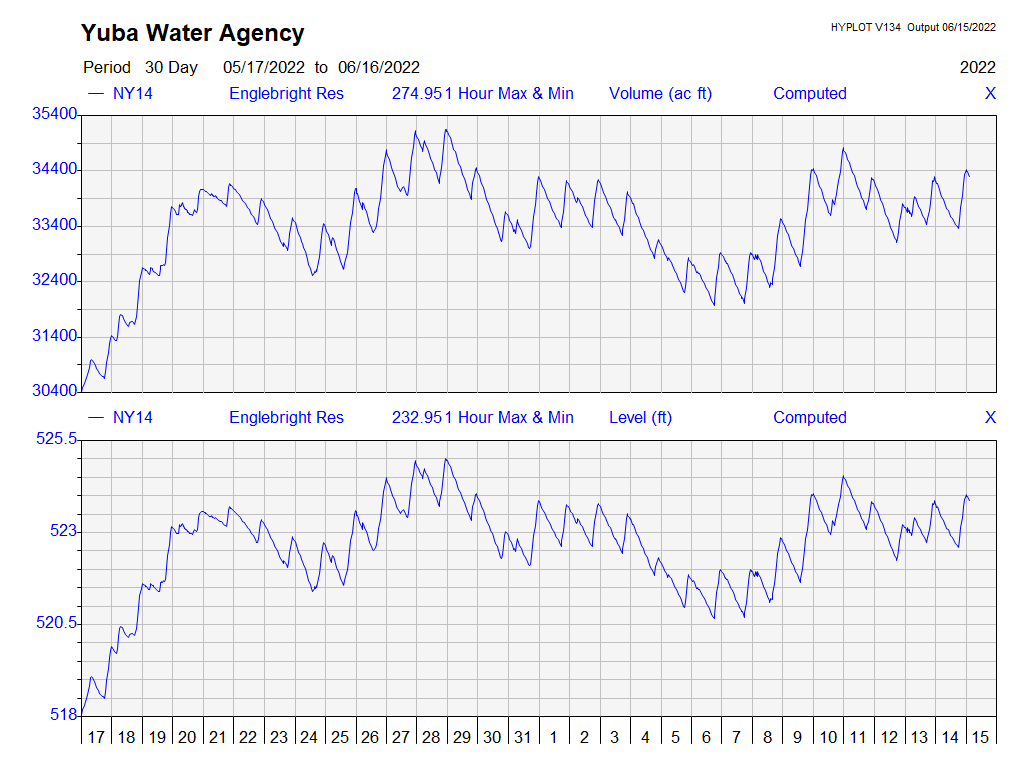 Yuba Water Agency
HYPLOT V134 Output 06/15/2022
Period 30 Day 05/17/2022 to 06/16/2022 2022
NY14 Englebright Res 274.951 Hour Max & Min Volume (ac ft) Computed X
35400
34400
33400
32400
31400
30400
NY14 Englebright Res 232.951 Hour Max & Min Level (ft) Computed X
525.5
523
520.5
518
17 18 19 20 21 22 23 24 25 26 27 28 29 30 31 1 2 3 4 5 6 7 8 9 10 11 12 13 14 15